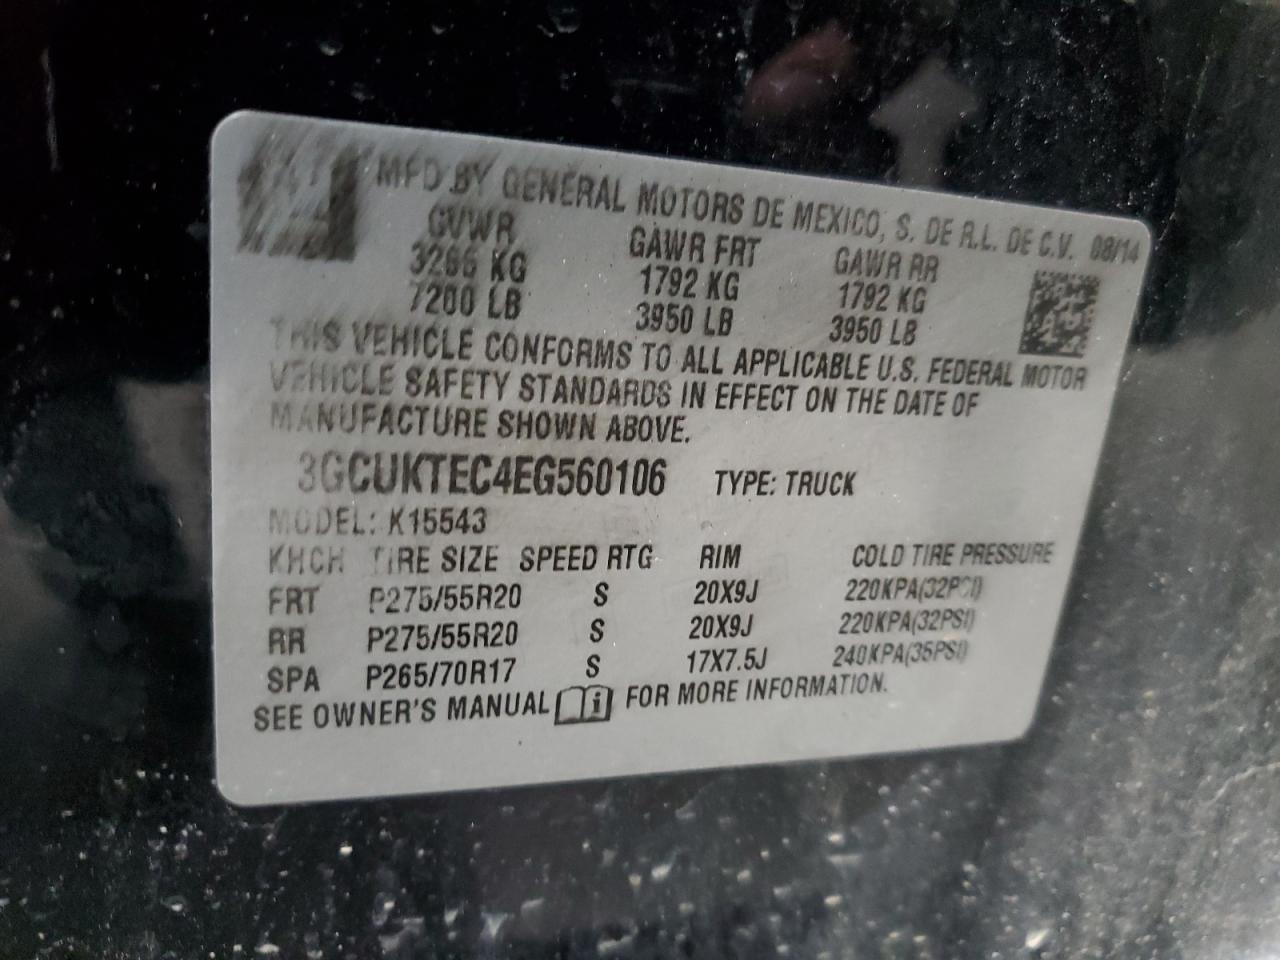 MFD BY GENERAL MOTORS DE MEXICO, S. DE R.L. DE C.V. 08/14
GVWR GAWR FRT GAWR RR
3266 KG 1792 KG 1792 KG
7200 LB 3950 LB 3950 LB
THIS VEHICLE CONFORMS TO ALL APPLICABLE U.S. FEDERAL MOTOR
VEHICLE SAFETY STANDARDS IN EFFECT ON THE DATE OF
MANUFACTURE SHOWN ABOVE.
3GCUKTEC4EG560106 TYPE: TRUCK
MODEL: K15543
KHCH TIRE SIZE SPEED RTG RIM COLD TIRE PRESSURE
FRT P275/55R20 S 20X9J 220KPA(32PSI)
RR P275/55R20 S 20X9J 220KPA(32PSI)
SPA P265/70R17 S 17X7.5J 240KPA(35PSI)
SEE OWNER'S MANUAL i FOR MORE INFORMATION.